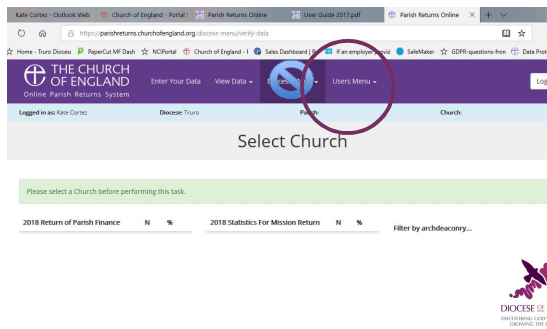 Kate Cortez - Outlook Web
Church of England - Portal :
Parish Returns Online
User Guide 2017.pdf
Parish Returns Online
https://parishreturns.churchofengland.org/diocese-menu/verify-data
Home - Truro Dioces
PaperCut MF Dash
NCIPortal
Church of England - I
Sales Dashboard | B
If an employer
SafeMaker
GDPR-questions-fron
Data Prot
THE CHURCH
OF ENGLAND
Online Parish Returns System
Enter Your Data
View Data
Users Menu
Log
Logged in as: Kate Cortez
Diocese: Truro
Parish:
Church:
Select Church
Please select a Church before performing this task.
2018 Return of Parish Finance N %
2018 Statistics For Mission Return N %
Filter by archdeaconry...
DIOCESE OF
DISCOVERING GOD'
GROWING THE